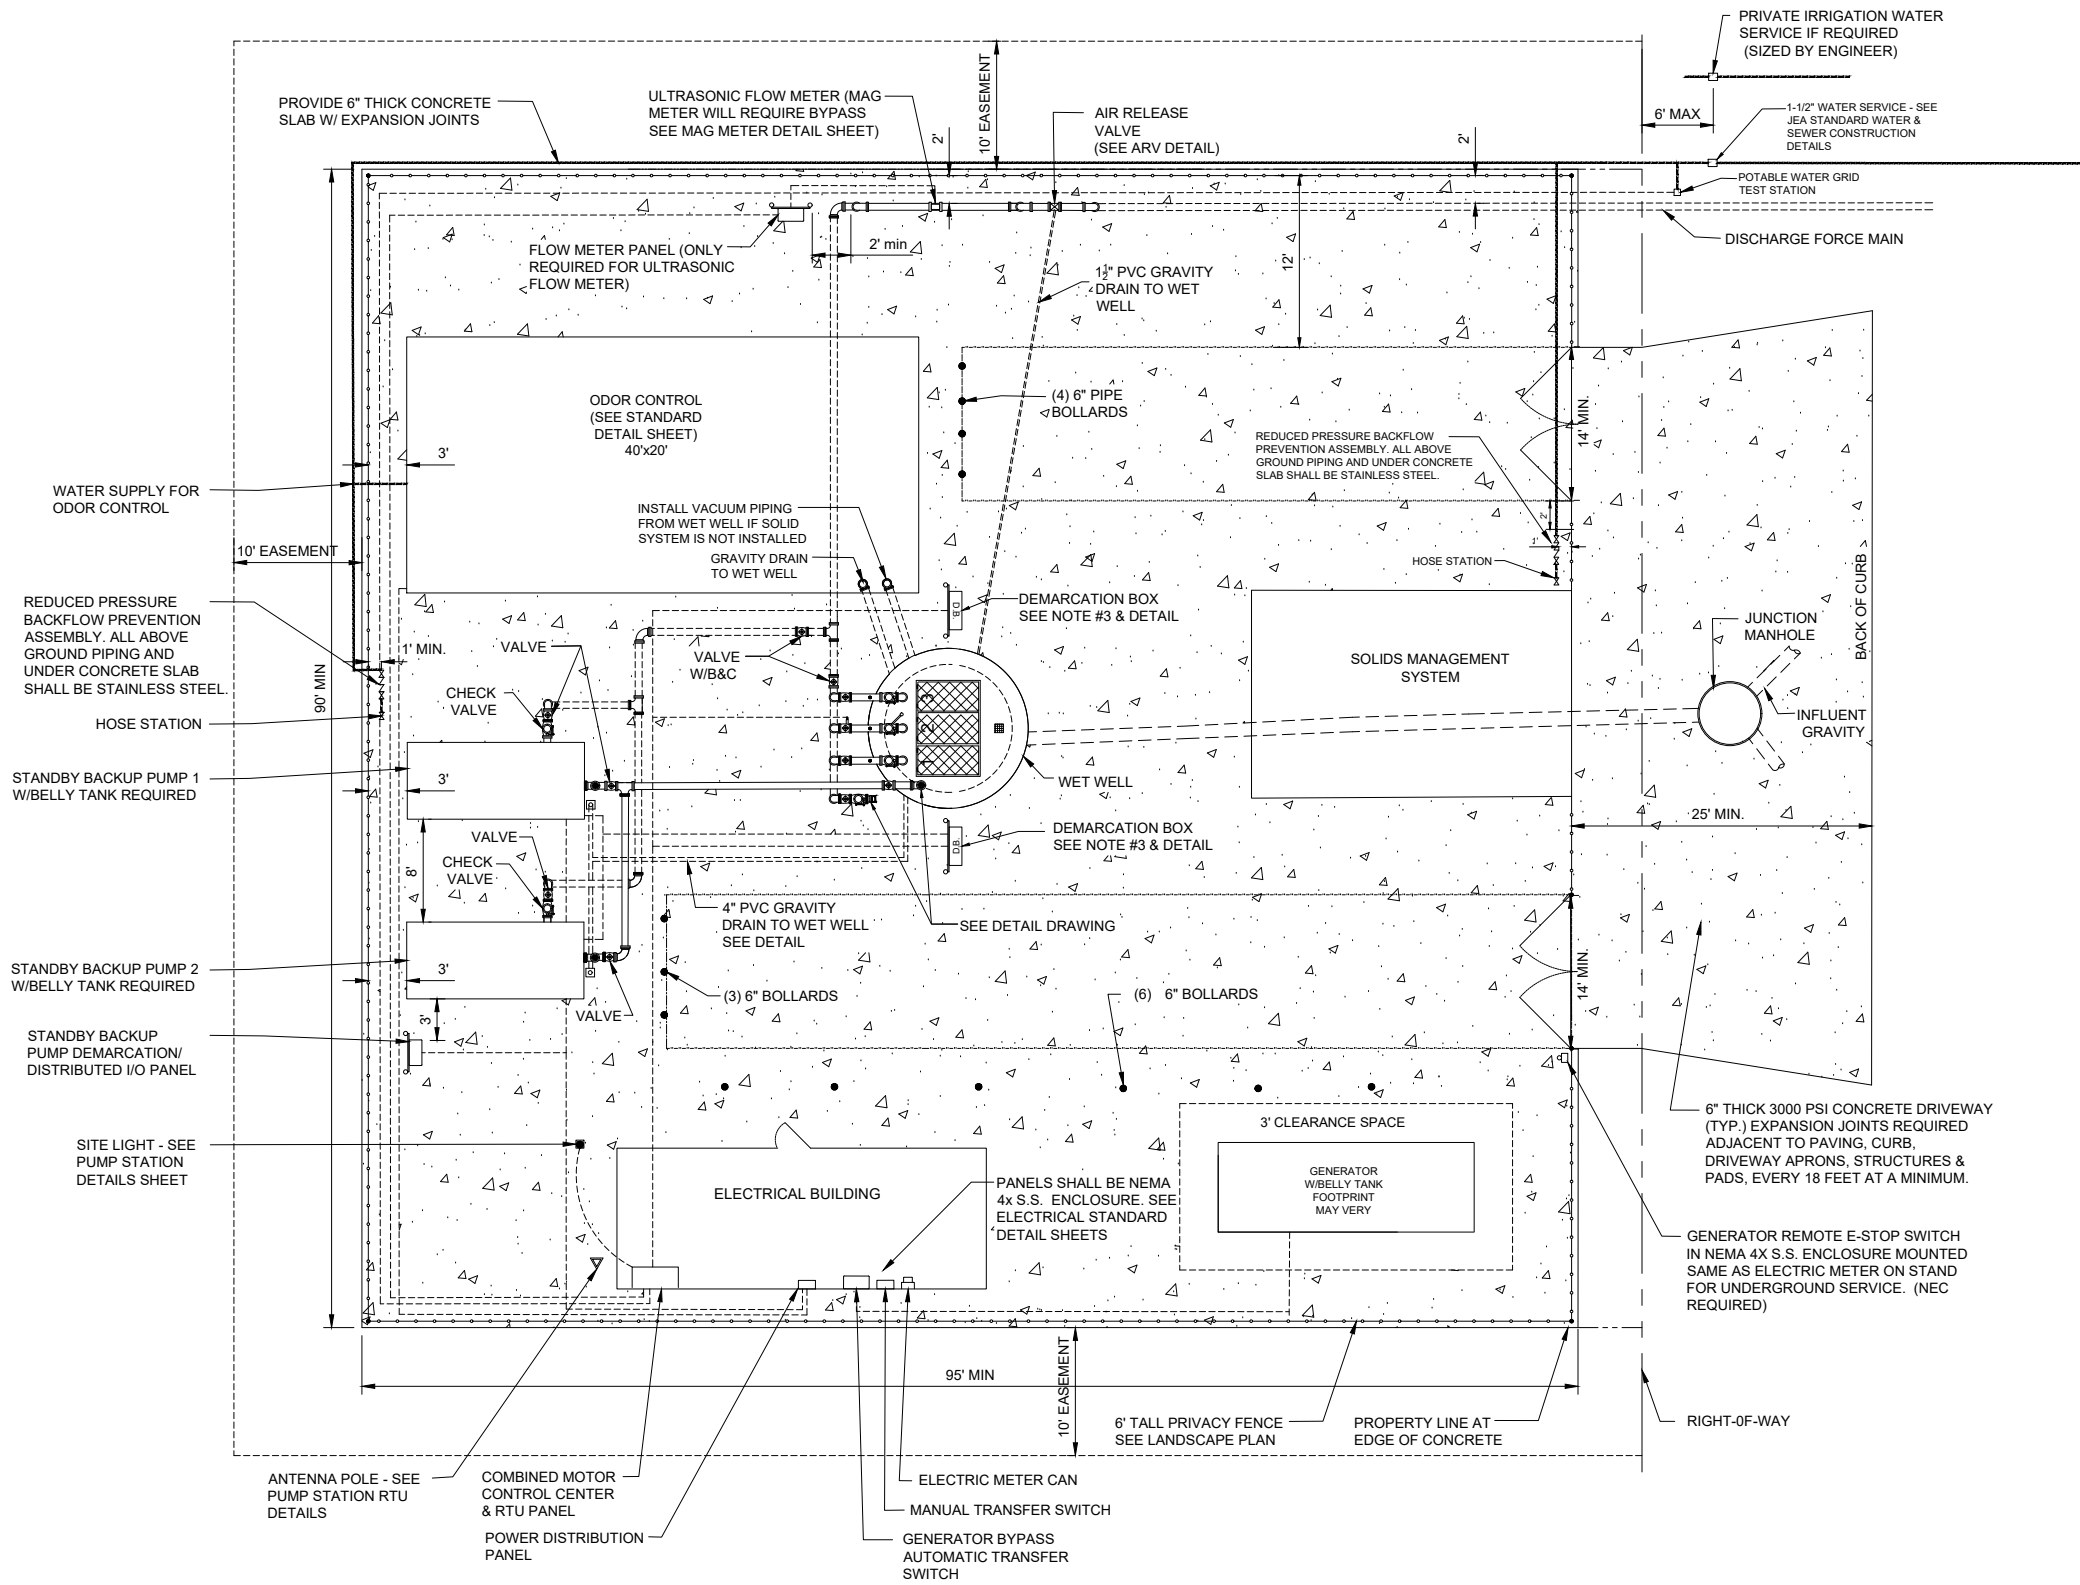 PRIVATE IRRIGATION WATER
SERVICE IF REQUIRED
(SIZED BY ENGINEER)
10' EASEMENT
PROVIDE 6" THICK CONCRETE
SLAB W/ EXPANSION JOINTS
ULTRASONIC FLOW METER (MAG
METER WILL REQUIRE BYPASS
SEE MAG METER DETAIL SHEET)
2'
AIR RELEASE
VALVE
(SEE ARV DETAIL)
2'
6' MAX
1-1/2" WATER SERVICE - SEE
JEA STANDARD WATER &
SEWER CONSTRUCTION
DETAILS
POTABLE WATER GRID
TEST STATION
DISCHARGE FORCE MAIN
FLOW METER PANEL (ONLY
REQUIRED FOR ULTRASONIC
FLOW METER)
2' min
1½" PVC GRAVITY
DRAIN TO WET
WELL
12'
ODOR CONTROL
(SEE STANDARD
DETAIL SHEET)
40'x20'
3'
(4) 6" PIPE
BOLLARDS
14' MIN.
REDUCED PRESSURE BACKFLOW
PREVENTION ASSEMBLY. ALL ABOVE
GROUND PIPING AND UNDER CONCRETE
SLAB SHALL BE STAINLESS STEEL.
2'
1'
HOSE STATION
WATER SUPPLY FOR
ODOR CONTROL
INSTALL VACUUM PIPING
FROM WET WELL IF SOLID
SYSTEM IS NOT INSTALLED
GRAVITY DRAIN
TO WET WELL
10' EASEMENT
REDUCED PRESSURE
BACKFLOW PREVENTION
ASSEMBLY. ALL ABOVE
GROUND PIPING AND
UNDER CONCRETE SLAB
SHALL BE STAINLESS STEEL.
HOSE STATION
90' MIN
1' MIN.
VALVE
CHECK
VALVE
VALVE
W/B&C
D.B.
DEMARCATION BOX
SEE NOTE #3 & DETAIL
3
2
1
WET WELL
SOLIDS MANAGEMENT
SYSTEM
JUNCTION
MANHOLE
INFLUENT
GRAVITY
BACK OF CURB
25' MIN.
STANDBY BACKUP PUMP 1
W/BELLY TANK REQUIRED
3'
8'
VALVE
CHECK
VALVE
D.B.
DEMARCATION BOX
SEE NOTE #3 & DETAIL
4" PVC GRAVITY
DRAIN TO WET WELL
SEE DETAIL
SEE DETAIL DRAWING
STANDBY BACKUP PUMP 2
W/BELLY TANK REQUIRED
3'
3'
VALVE
(3) 6" BOLLARDS
(6) 6" BOLLARDS
14' MIN.
STANDBY BACKUP
PUMP DEMARCATION/
DISTRIBUTED I/O PANEL
SITE LIGHT - SEE
PUMP STATION
DETAILS SHEET
ELECTRICAL BUILDING
PANELS SHALL BE NEMA
4x S.S. ENCLOSURE. SEE
ELECTRICAL STANDARD
DETAIL SHEETS
3' CLEARANCE SPACE
GENERATOR
W/BELLY TANK
FOOTPRINT
MAY VERY
6" THICK 3000 PSI CONCRETE DRIVEWAY
(TYP.) EXPANSION JOINTS REQUIRED
ADJACENT TO PAVING, CURB,
DRIVEWAY APRONS, STRUCTURES &
PADS, EVERY 18 FEET AT A MINIMUM.
GENERATOR REMOTE E-STOP SWITCH
IN NEMA 4X S.S. ENCLOSURE MOUNTED
SAME AS ELECTRIC METER ON STAND
FOR UNDERGROUND SERVICE. (NEC
REQUIRED)
95' MIN
10' EASEMENT
6' TALL PRIVACY FENCE
SEE LANDSCAPE PLAN
PROPERTY LINE AT
EDGE OF CONCRETE
RIGHT-0F-WAY
ANTENNA POLE - SEE
PUMP STATION RTU
DETAILS
COMBINED MOTOR
CONTROL CENTER
& RTU PANEL
POWER DISTRIBUTION
PANEL
ELECTRIC METER CAN
MANUAL TRANSFER SWITCH
GENERATOR BYPASS
AUTOMATIC TRANSFER
SWITCH